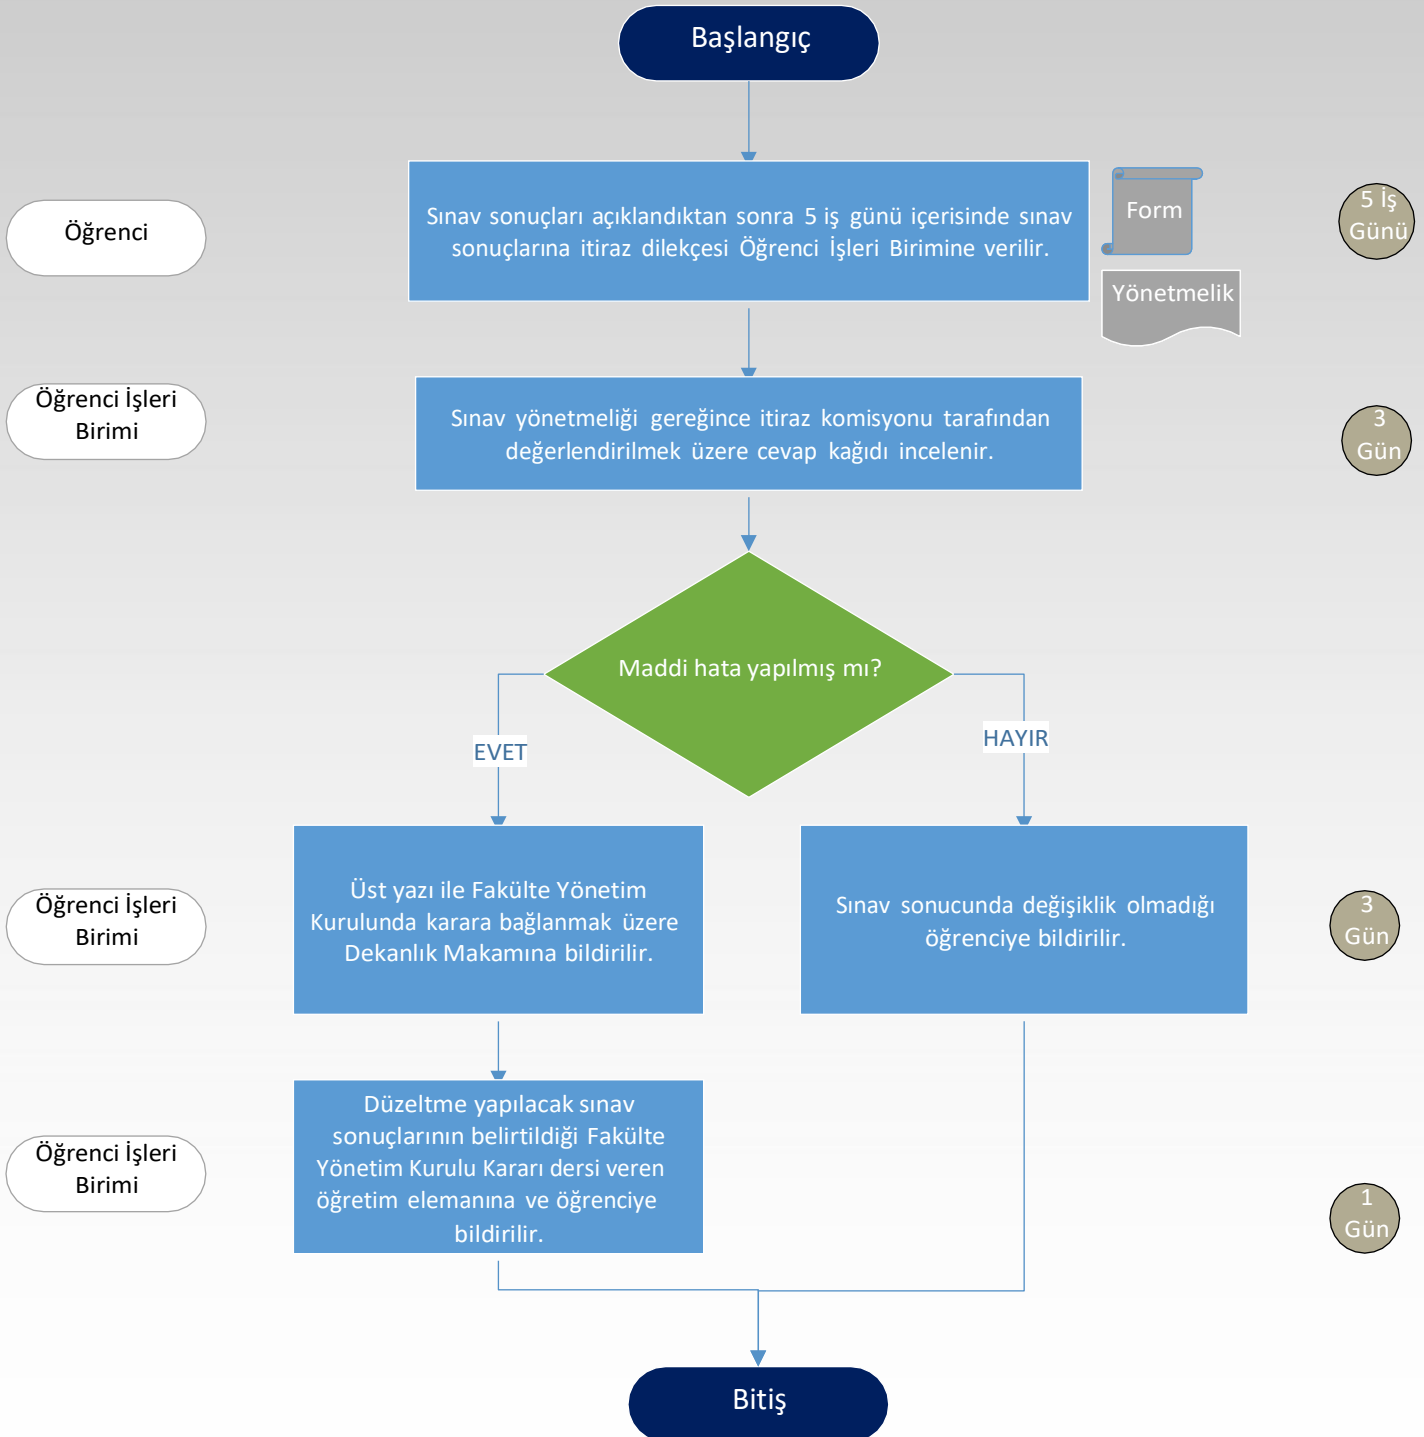 Başlangıç
Öğrenci
Sınav sonuçları açıklandıktan sonra 5 iş günü içerisinde sınav
sonuçlarına itiraz dilekçesi Öğrenci İşleri Birimine verilir.
Form
Yönetmelik
5 İş
Günü
Öğrenci İşleri
Birimi
Sınav yönetmeliği gereğince itiraz komisyonu tarafından
değerlendirilmek üzere cevap kağıdı incelenir.
3
Gün
Maddi hata yapılmış mı?
EVET
HAYIR
Öğrenci İşleri
Birimi
Üst yazı ile Fakülte Yönetim
Kurulunda karara bağlanmak üzere
Dekanlık Makamına bildirilir.
Sınav sonucunda değişiklik olmadığı
öğrenciye bildirilir.
3
Gün
Öğrenci İşleri
Birimi
Düzeltme yapılacak sınav
sonuçlarının belirtildiği Fakülte
Yönetim Kurulu Kararı dersi veren
öğretim elemanına ve öğrenciye
bildirilir.
1
Gün
Bitiş